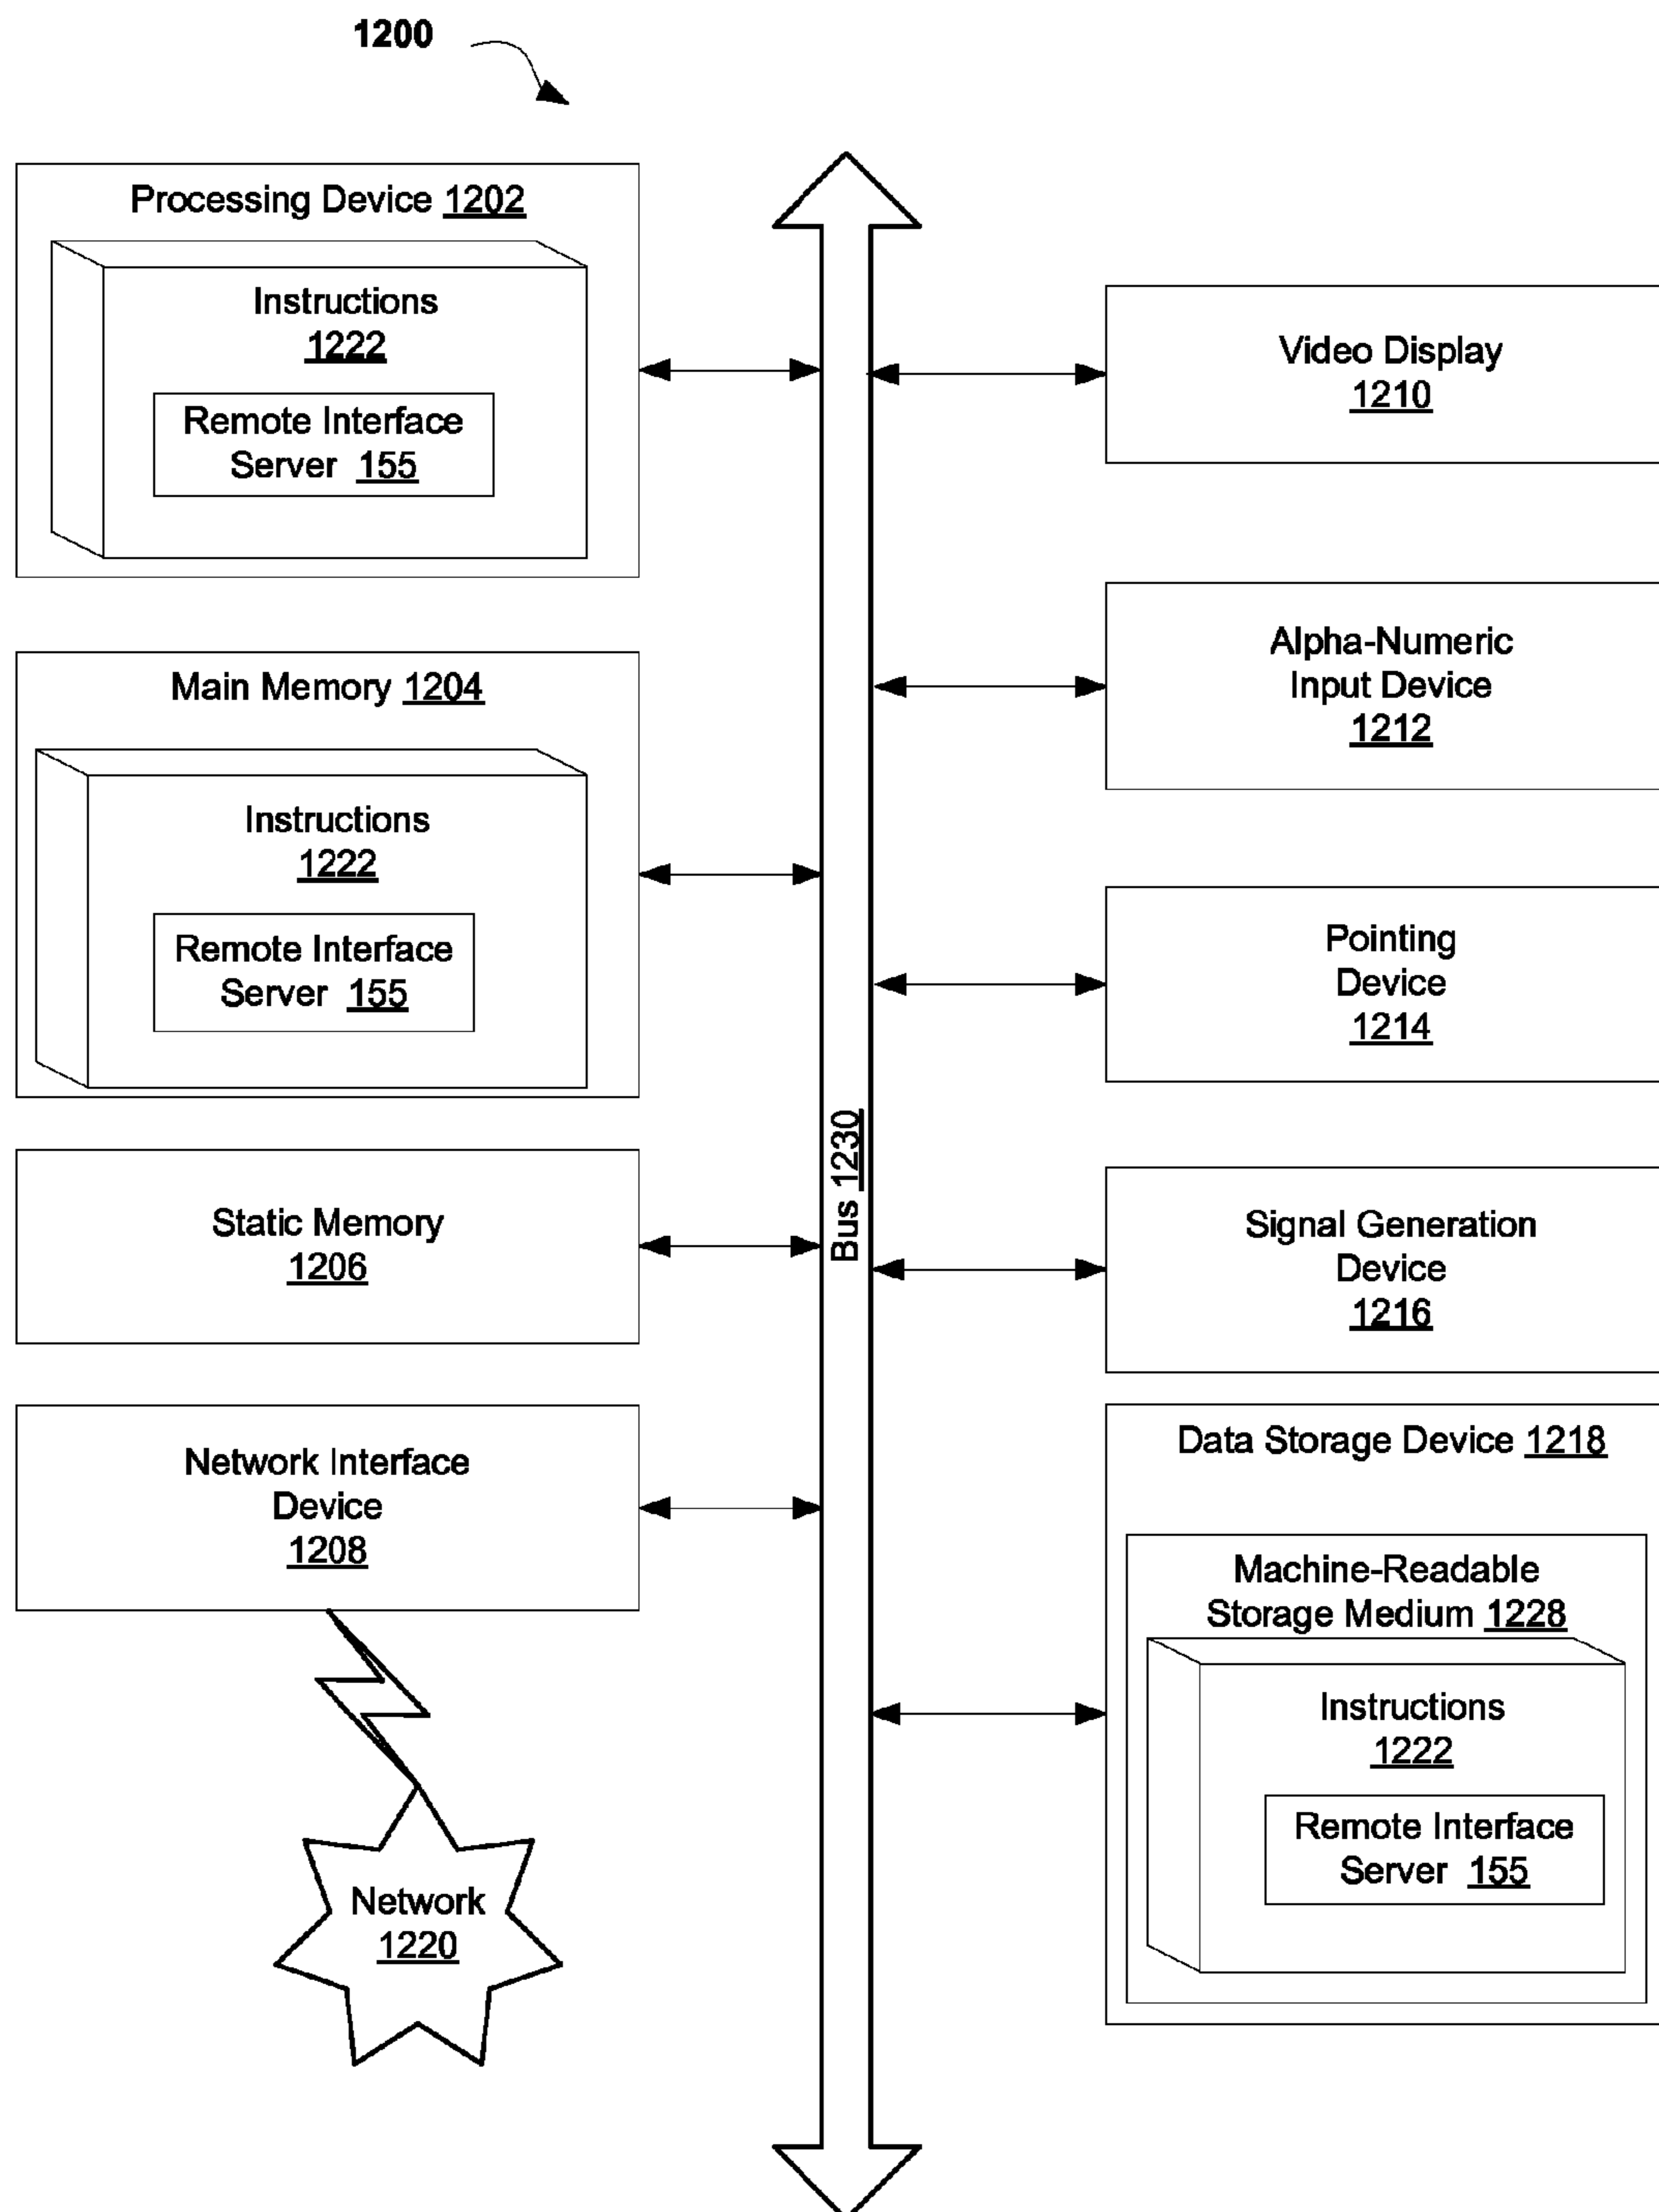 1200
Processing Device 1202
Instructions
1222
Remote Interface
Server 155
Main Memory 1204
Instructions
1222
Remote Interface
Server 155
Static Memory
1206
Network Interface
Device
1208
Network
1220
Bus 1230
Video Display
1210
Alpha-Numeric
Input Device
1212
Pointing
Device
1214
Signal Generation
Device
1216
Data Storage Device 1218
Machine-Readable
Storage Medium 1228
Instructions
1222
Remote Interface
Server 155